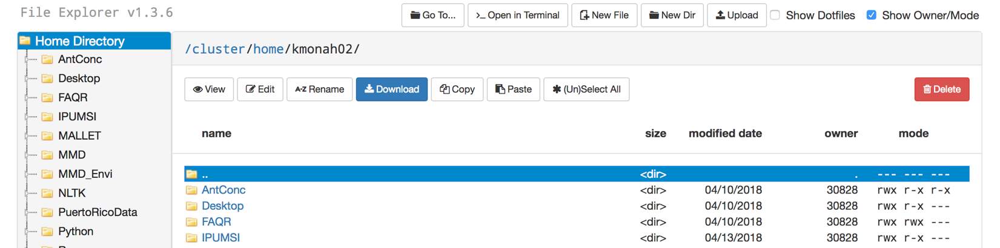 File Explorer v1.3.6
Go To... >_ Open in Terminal New File New Dir Upload Show Dotfiles Show Owner/Mode
Home Directory
AntConc
Desktop
FAQR
IPUMSI
MALLET
MMD
MMD_Envi
NLTK
PuertoRicoData
Python
/cluster/home/kmonah02/
View Edit A-Z Rename Download Copy Paste (Un)Select All Delete
name size modified date owner mode
.. <dir> . --- --- ---
AntConc <dir> 04/10/2018 30828 rwx r-x r-x
Desktop <dir> 04/10/2018 30828 rwx r-x ---
FAQR <dir> 04/10/2018 30828 rwx rwx ---
IPUMSI <dir> 04/13/2018 30828 rwx r-x ---